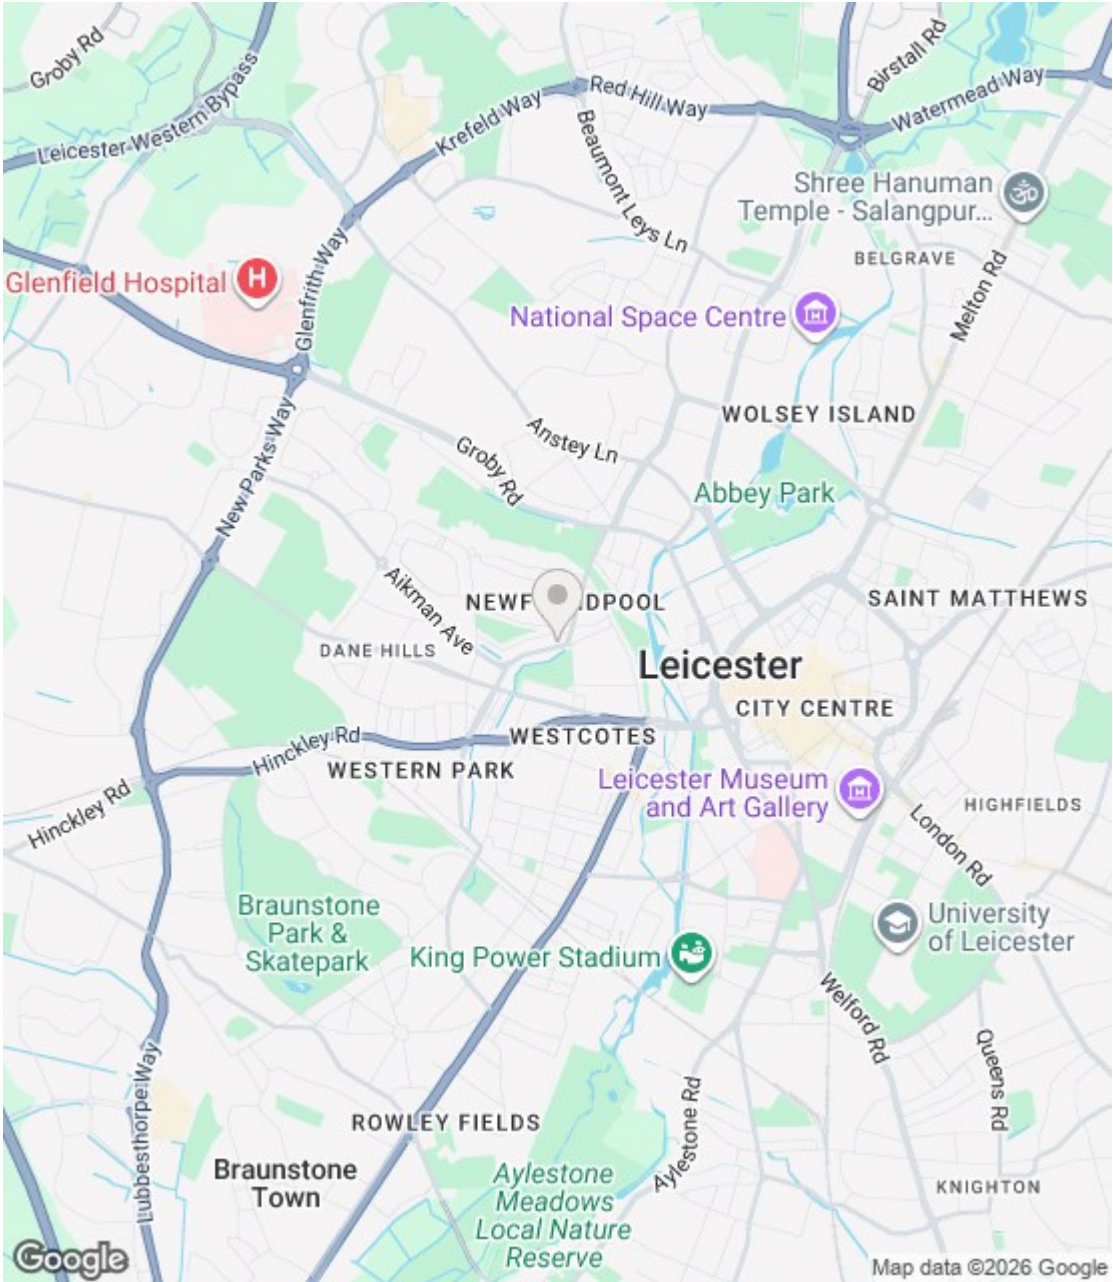 Groby Rd
Leicester Western Bypass
Krefeld Way
Red Hill Way
Birstall Rd
Watermead Way
Beaumont Leys Ln
Shree Hanuman
Temple - Salangpur...
BELGRAVE
Melton Rd
Glenfield Hospital
H
Glenfrith Way
National Space Centre
WOLSEY ISLAND
Anstey Ln
Groby Rd
New Parks Way
Abbey Park
Aikman Ave
SAINT MATTHEWS
DANE HILLS
Leicester
CITY CENTRE
WESTCOTES
Hinckley Rd
WESTERN PARK
Hinckley Rd
Leicester Museum
and Art Gallery
HIGHFIELDS
London Rd
Braunstone
Park &
Skatepark
King Power Stadium
University
of Leicester
Welford Rd
Queens Rd
Lubbesthorpe Way
ROWLEY FIELDS
Aylestone Rd
Braunstone
Town
Aylestone
Meadows
Local Nature
Reserve
KNIGHTON
Google
Map data ©2026 Google